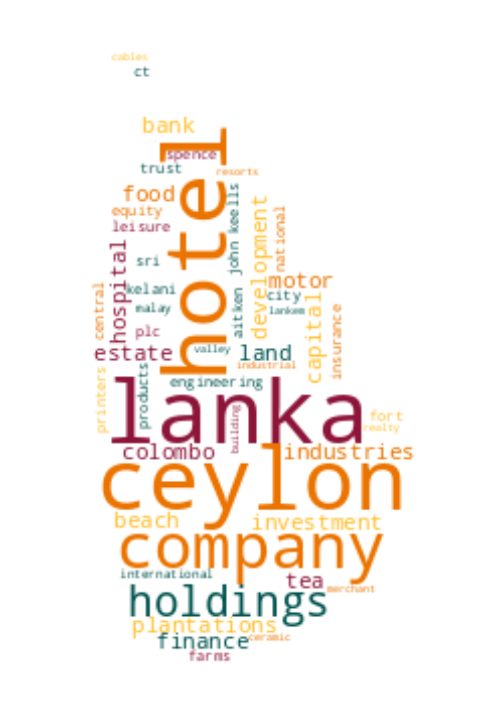 cables
ct
bank
hotel
spence
trust
resorts
food
equity
leisure
john keells
development
national
hospital
sri
motor
kelani
city
central
malay
lankem
aitken
capital
insurance
plc
estate
valley
land
industrial
printers
products
engineering
lanka
building
fort
realty
colombo
industries
ceylon
beach
investment
company
international
tea
merchant
holdings
plantations
finance
ceramic
farms